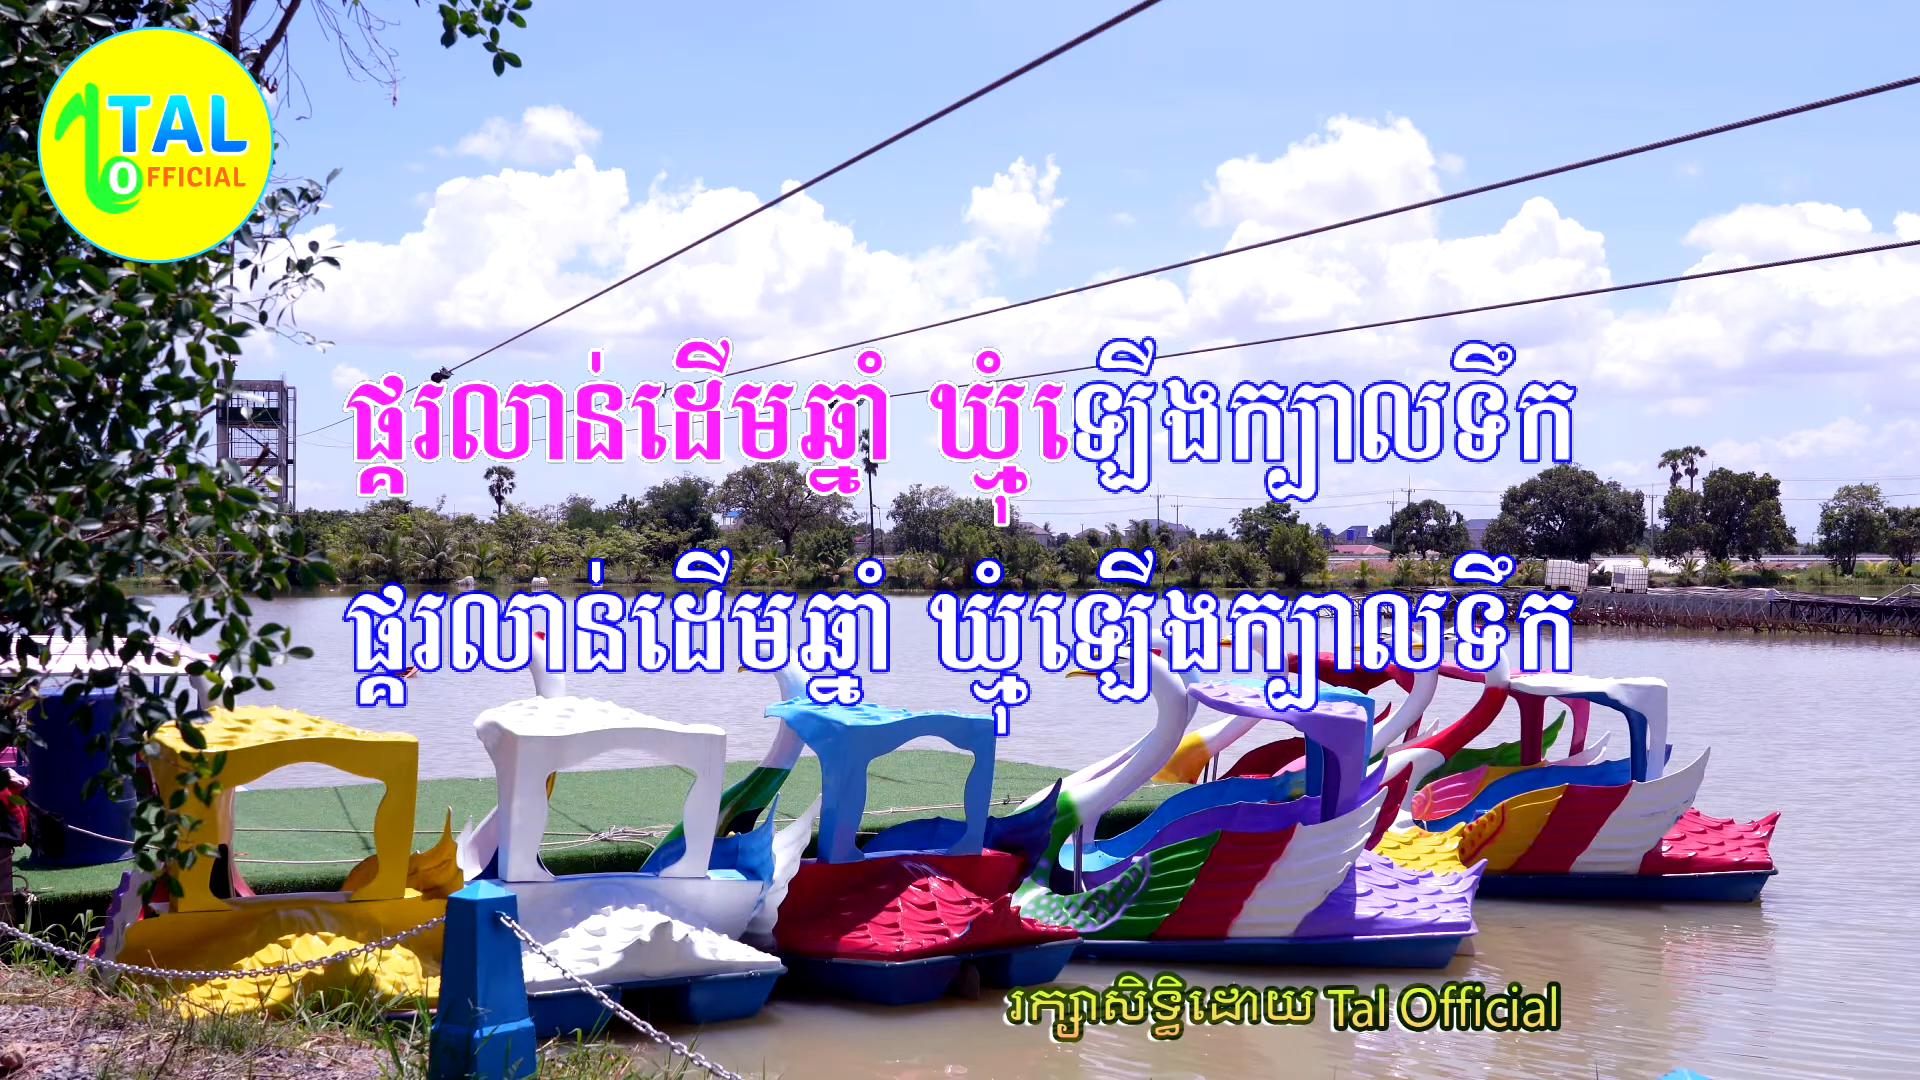 TAL
OFFICIAL
ផ្គរលាន់ដើមឆ្នាំ ឃ្មុំឡើងក្បាលទឹក
ផ្គរលាន់ដើមឆ្នាំ ឃ្មុំឡើងក្បាលទឹក
រក្សាសិទ្ធិដោយ Tal Official